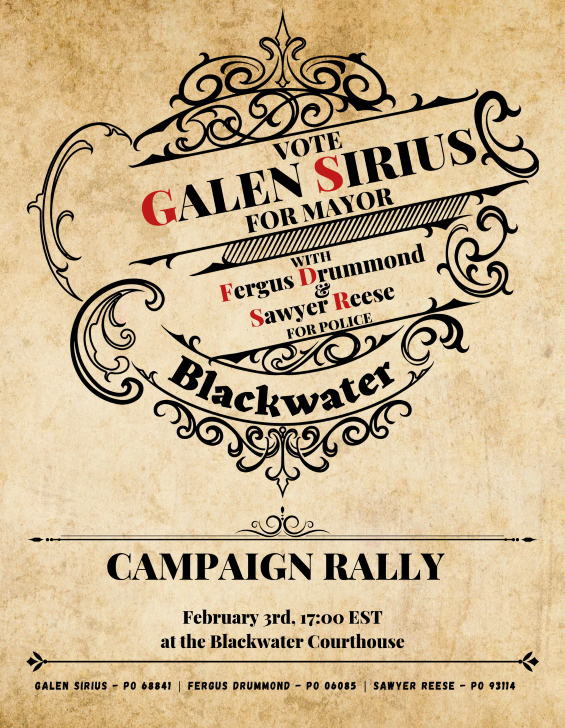 VOTE
GALEN SIRIUS
FOR MAYOR
WITH
Fergus Drummond
&
Sawyer Reese
FOR POLICE
Blackwater
CAMPAIGN RALLY
February 3rd, 17:00 EST
at the Blackwater Courthouse
GALEN SIRIUS – PO 68841 | FERGUS DRUMMOND – PO 06085 | SAWYER REESE – PO 93114